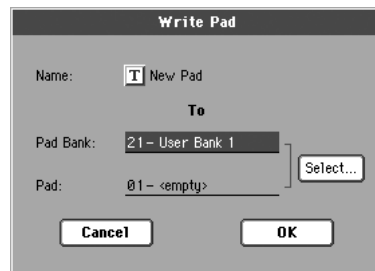 Write Pad
Name: T New Pad
To
Pad Bank: 21- User Bank 1
Select...
Pad: 01- <empty>
Cancel OK